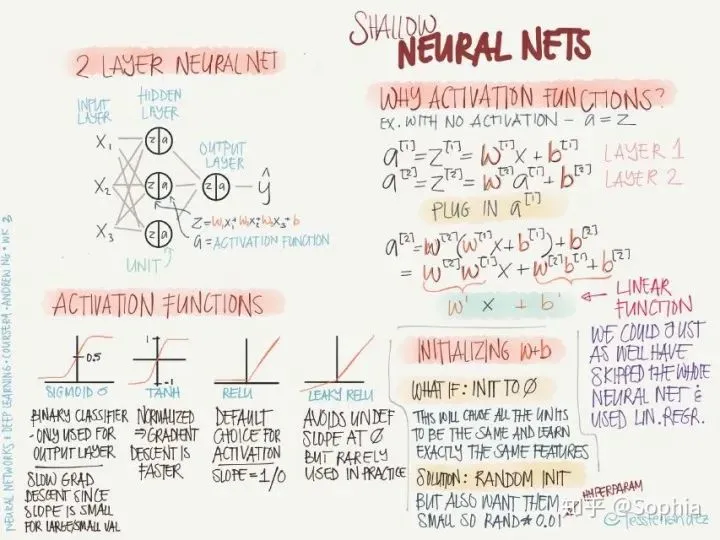 SHALLOW
NEURAL NETS
2 LAYER NEURAL NET
INPUT LAYER
HIDDEN LAYER
OUTPUT LAYER
X₁
X₂
X₃
z a
z a
z a
z a
ŷ
Z = W₁X₁ + W₂X₂ W₃X₃ + b
a = ACTIVATION FUNCTION
UNIT
WHY ACTIVATION FUNCTIONS?
EX. WITH NO ACTIVATION - a = Z
a^[1] = Z^[1] = W^[1] X + b^[1] LAYER 1
a^[2] = Z^[2] = W^[2] a^[1] + b^[2] LAYER 2
PLUG IN a^[1]
a^[2] = W^[2](W^[1] X + b^[1]) + b^[2]
= W^[2] W^[1] X + W^[2] b^[1] + b^[2]
W' X + b'
LINEAR
FUNCTION
WE COULD JUST
AS WELL HAVE
SKIPPED THE WHOLE
NEURAL NET &
USED LIN. REGR.
ACTIVATION FUNCTIONS
0.5
SIGMOID σ
BINARY CLASSIFIER
- ONLY USED FOR
OUTPUT LAYER
SLOW GRAD
DESCENT SINCE
SLOPE IS SMALL
FOR LARGE/SMALL VAL
1
-1
TANH
NORMALIZED
⇒ GRADIENT
DESCENT IS
FASTER
RELU
DEFAULT
CHOICE FOR
ACTIVATION
SLOPE = 1/0
LEAKY RELU
AVOIDS UNDEF
SLOPE AT 0
BUT RARELY
USED IN PRACTICE
INITIALIZING W+b
WHAT IF: INIT TO 0
THIS WILL CAUSE ALL THE UNITS
TO BE THE SAME AND LEARN
EXACTLY THE SAME FEATURES
SOLUTION: RANDOM INIT
BUT ALSO WANT THEM
SMALL SO RAND * 0.01
HYPERPARAM
NEURAL NETWORKS & DEEP LEARNING • COURSERA • ANDREW NG • WK 3
知乎 @Sophia